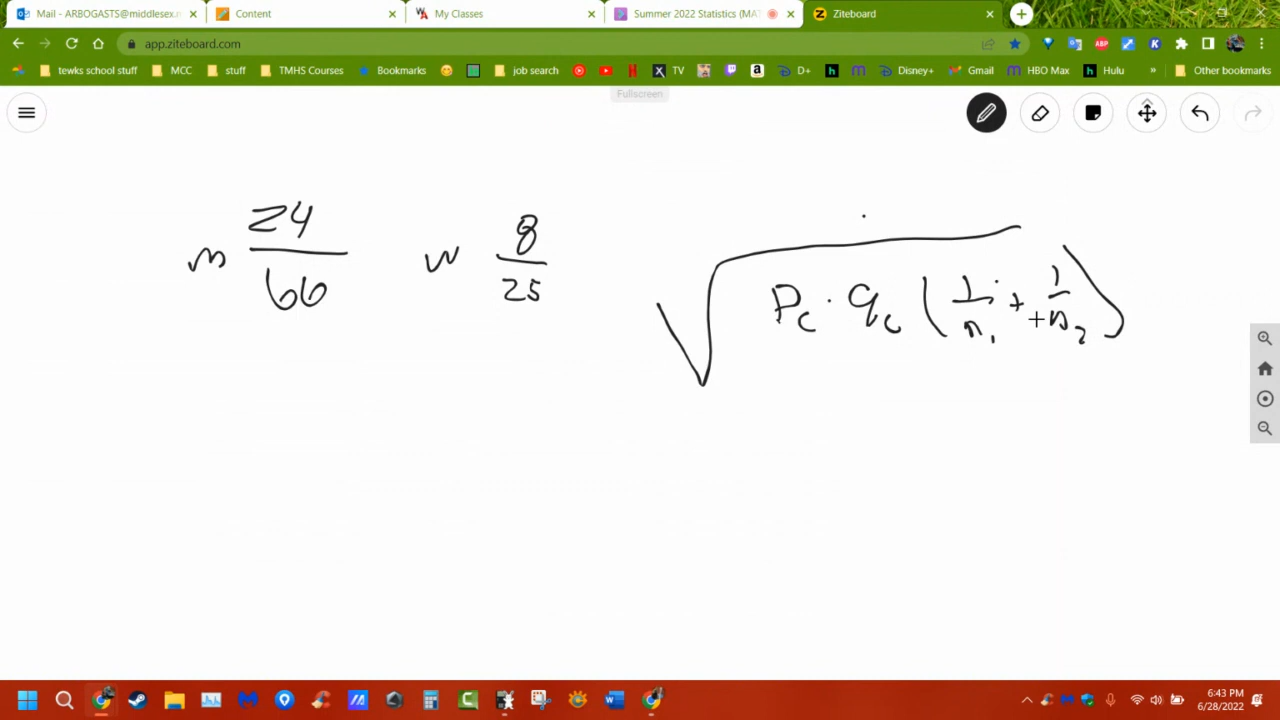 Mail - ARBOGASTS@middlesex.m
Content
My Classes
Summer 2022 Statistics (MAT
Ziteboard
app.ziteboard.com
tewks school stuff
MCC
stuff
TMHS Courses
Bookmarks
job search
TV
D+
Disney+
Gmail
HBO Max
Hulu
»
Other bookmarks
Fullscreen
m 24/66
w 8/25
√ Pc · qc (1/n1 + 1/n2)
6:43 PM
6/28/2022